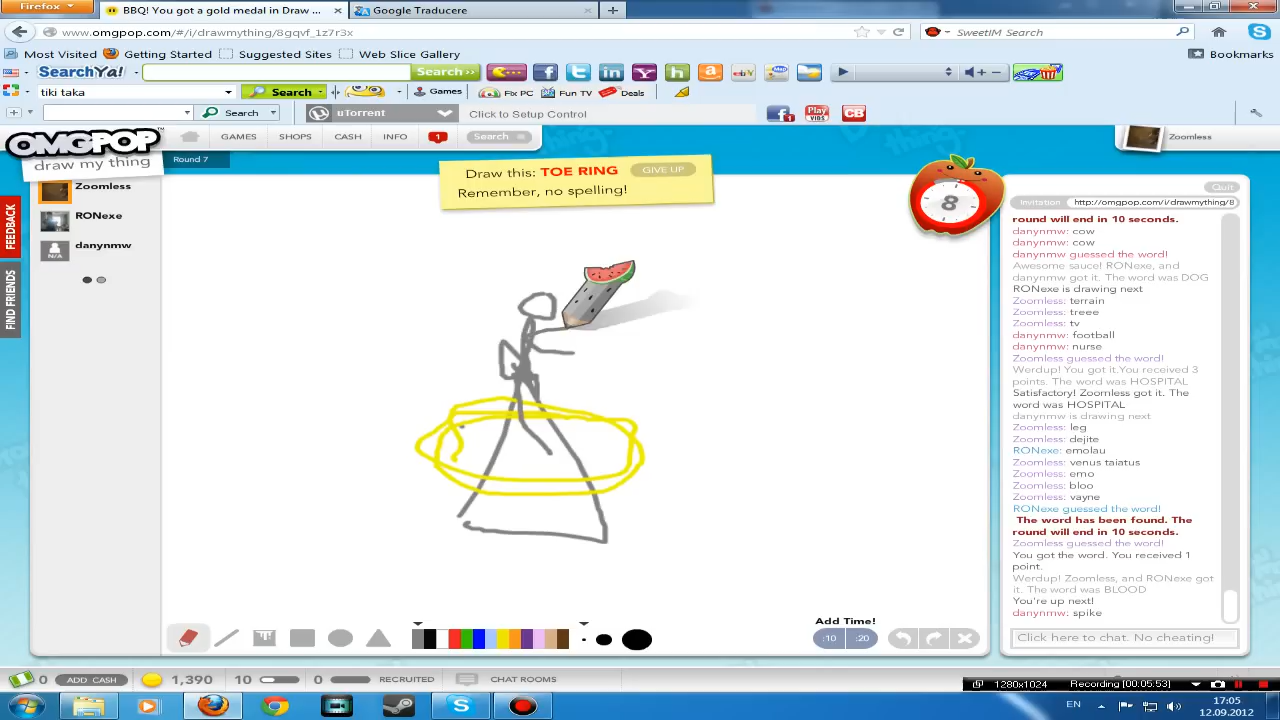 Firefox
BBQ! You got a gold medal in Draw ...
Google Traducere
www.omgpop.com/#/i/drawmything/8gqvf_1z7r3x
SweetIM Search
Most Visited
Getting Started
Suggested Sites
Web Slice Gallery
Bookmarks
SearchYa!
Search >>
tiki taka
Search
Games
Fix PC
Fun TV
Deals
Search
uTorrent
Click to Setup Control
1
Play VIDS
CB
OMGPOP
GAMES
SHOPS
CASH
INFO
1
Search
Zoomless
draw my thing
Round 7
Draw this: TOE RING
GIVE UP
Remember, no spelling!
8
FEEDBACK
FIND FRIENDS
Zoomless
RONexe
N/A
danynmw
Quit
Invitation
http://omgpop.com/i/drawmything/8
round will end in 10 seconds.
danynmw: cow
danynmw: cow
danynmw guessed the word!
Awesome sauce! RONexe, and
danynmw got it. The word was DOG
RONexe is drawing next
Zoomless: terrain
Zoomless: treee
Zoomless: tv
danynmw: football
danynmw: nurse
Zoomless guessed the word!
Werdup! You got it.You received 3
points. The word was HOSPITAL
Satisfactory! Zoomless got it. The
word was HOSPITAL
danynmw is drawing next
Zoomless: leg
Zoomless: dejite
RONexe: emolau
Zoomless: venus taiatus
Zoomless: emo
Zoomless: bloo
Zoomless: vayne
RONexe guessed the word!
The word has been found. The
round will end in 10 seconds.
Zoomless guessed the word!
You got the word. You received 1
point.
Werdup! Zoomless, and RONexe got
it. The word was BLOOD
You're up next!
danynmw: spike
Click here to chat. No cheating!
Add Time!
:10
:20
0
ADD CASH
1,390
10
0
RECRUITED
CHAT ROOMS
1280x1024
Recording [00:05:53]
EN
17:05
12.09.2012